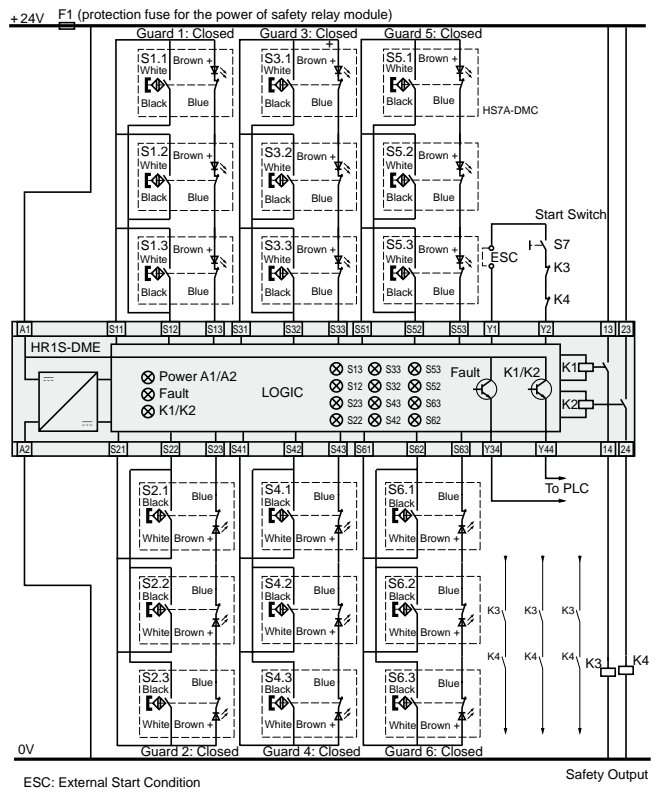 F1 (protection fuse for the power of safety relay module)
+24V
Guard 1: Closed Guard 3: Closed Guard 5: Closed
+
S1.1 Brown + S3.1 Brown + S5.1 Brown +
White White White
Black Blue Black Blue Black Blue
HS7A-DMC
S1.2 Brown + S3.2 Brown + S5.2 Brown +
White White White
Black Blue Black Blue Black Blue
Start Switch
S1.3 Brown + S3.3 Brown + S5.3 Brown +
White White White
ESC S7
K3
Black Blue Black Blue Black Blue
K4
A1 S11 S12 S13 S31 S32 S33 S51 S52 S53 Y1 Y2 13 23
HR1S-DME
Power A1/A2
Fault
K1/K2
LOGIC
S13 S33 S53
S12 S32 S52
S23 S43 S63
S22 S42 S62
Fault K1/K2
K1
K2
A2 S21 S22 S23 S41 S42 S43 S61 S62 S63 Y34 Y44 14 24
To PLC
S2.1 Blue S4.1 Blue S6.1 Blue
Black Black Black
White Brown + White Brown + White Brown +
S2.2 Blue S4.2 Blue S6.2 Blue
Black Black Black
White Brown + White Brown + White Brown +
K3 K3 K3
K4 K4 K4 K3 K4
S2.3 Blue S4.3 Blue S6.3 Blue
Black Black Black
White Brown + White Brown + White Brown +
0V
Guard 2: Closed Guard 4: Closed Guard 6: Closed
Safety Output
ESC: External Start Condition